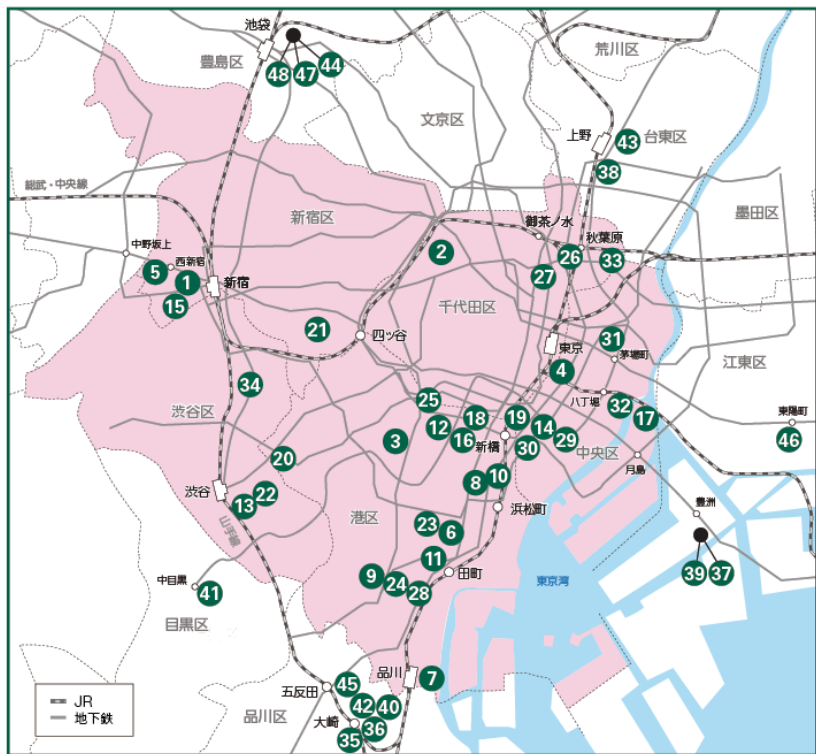 池袋
豊島区
48
47
44
荒川区
文京区
上野
43
台東区
38
総武・中央線
新宿区
墨田区
御茶ノ水
秋葉原
中野坂上
西新宿
5
1
15
新宿
2
26
33
27
千代田区
21
四ツ谷
東京
31
茅場町
4
江東区
八丁堀
32
17
34
25
渋谷区
12
18
16
19
新橋
14
30
29
中央区
東陽町
46
3
20
月島
8
10
渋谷
13
22
山手線
港区
浜松町
豊洲
23
6
11
田町
39
37
9
24
28
中目黒
41
目黒区
東京湾
品川
7
五反田
45
42
40
大崎
36
35
品川区
JR
地下鉄